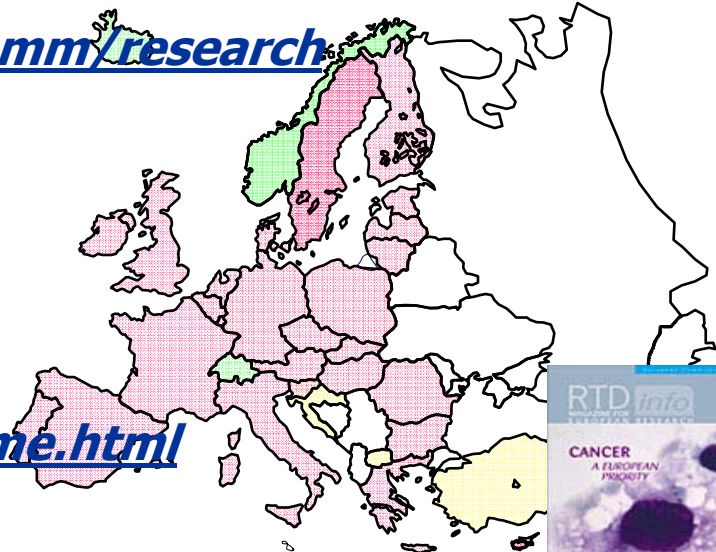 mm/research
me.html
RTD info
MAGAZINE FOR
EUROPEAN RESEARCH
CANCER
A EUROPEAN
PRIORITY